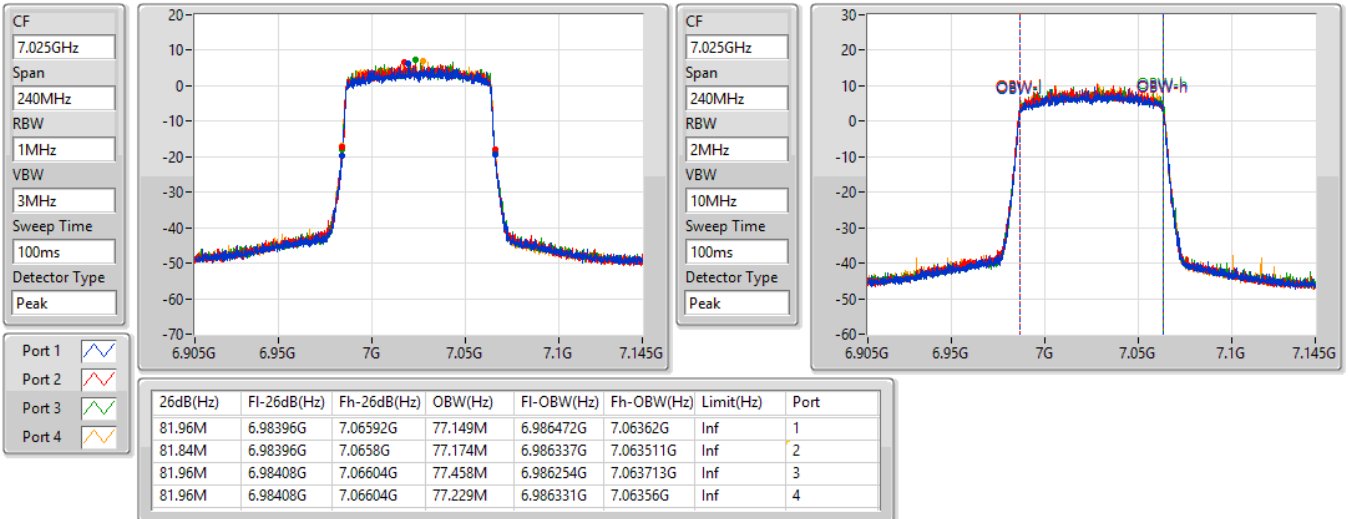 CF
7.025GHz
Span
240MHz
RBW
1MHz
VBW
3MHz
Sweep Time
100ms
Detector Type
Peak
20
10
0
-10
-20
-30
-40
-50
-60
-70
6.905G 6.95G 7G 7.05G 7.1G 7.145G
CF
7.025GHz
Span
240MHz
RBW
2MHz
VBW
10MHz
Sweep Time
100ms
Detector Type
Peak
30
20
10
0
-10
-20
-30
-40
-50
-60
OBW-l OBW-h
6.905G 6.95G 7G 7.05G 7.1G 7.145G
Port 1
Port 2
Port 3
Port 4
26dB(Hz) Fl-26dB(Hz) Fh-26dB(Hz) OBW(Hz) Fl-OBW(Hz) Fh-OBW(Hz) Limit(Hz) Port
81.96M 6.98396G 7.06592G 77.149M 6.986472G 7.06362G Inf 1
81.84M 6.98396G 7.0658G 77.174M 6.986337G 7.063511G Inf 2
81.96M 6.98408G 7.06604G 77.458M 6.986254G 7.063713G Inf 3
81.96M 6.98408G 7.06604G 77.229M 6.986331G 7.06356G Inf 4